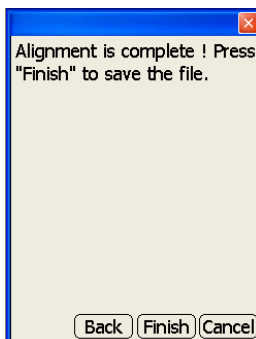 Alignment is complete ! Press
"Finish" to save the file.
Back Finish Cancel